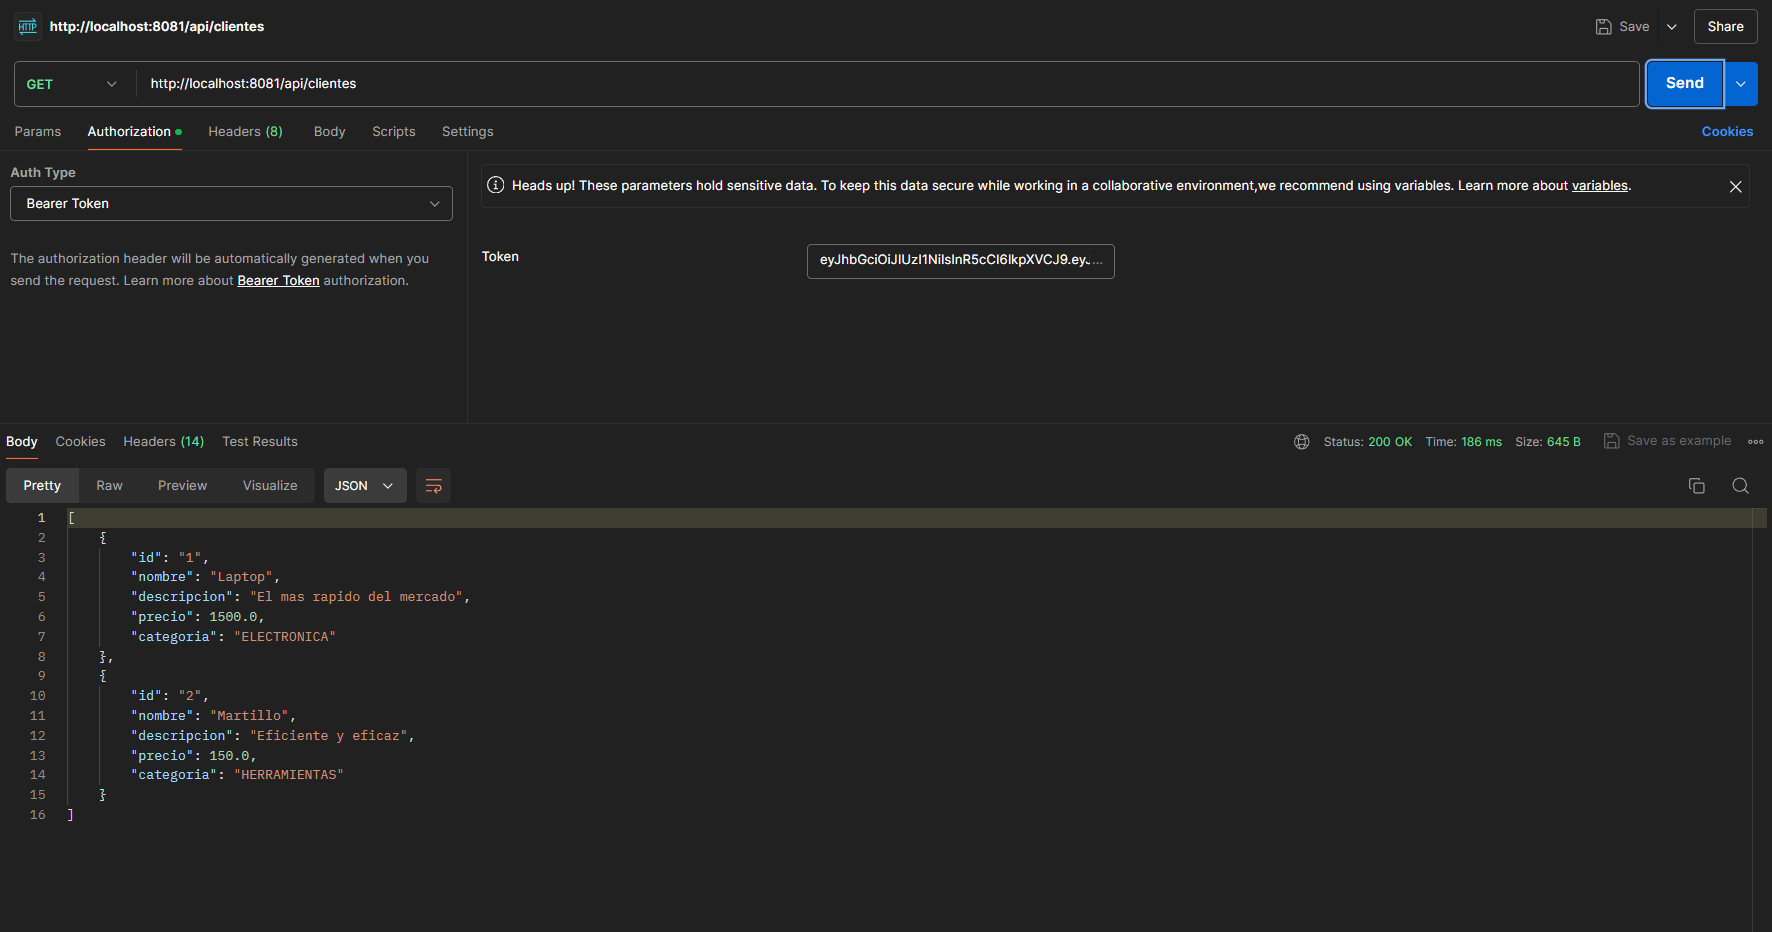 HTTP http://localhost:8081/api/clientes Save Share
GET http://localhost:8081/api/clientes Send
Params Authorization Headers (8) Body Scripts Settings Cookies
Auth Type
Bearer Token
The authorization header will be automatically generated when you
send the request. Learn more about Bearer Token authorization.
Heads up! These parameters hold sensitive data. To keep this data secure while working in a collaborative environment,we recommend using variables. Learn more about variables.
Token eyJhbGciOiJIUzI1NiIsInR5cCI6IkpXVCJ9.eyJ...
Body Cookies Headers (14) Test Results Status: 200 OK Time: 186 ms Size: 645 B Save as example
Pretty Raw Preview Visualize JSON
1 [
2 {
3 "id": "1",
4 "nombre": "Laptop",
5 "descripcion": "El mas rapido del mercado",
6 "precio": 1500.0,
7 "categoria": "ELECTRONICA"
8 },
9 {
10 "id": "2",
11 "nombre": "Martillo",
12 "descripcion": "Eficiente y eficaz",
13 "precio": 150.0,
14 "categoria": "HERRAMIENTAS"
15 }
16 ]